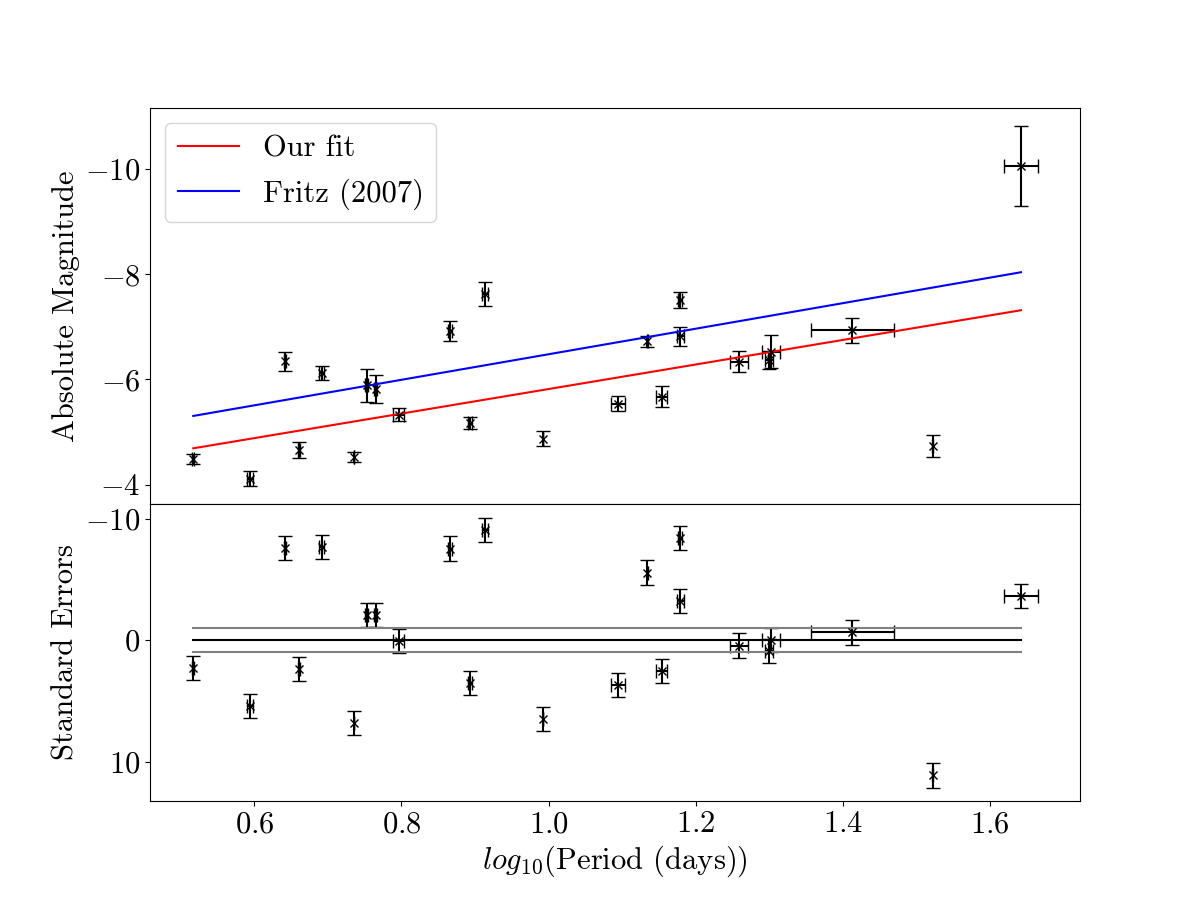 Our fit
Fritz (2007)
Absolute Magnitude
−10
−8
−6
−4
Standard Errors
−10
0
10
0.6 0.8 1.0 1.2 1.4 1.6
log₁₀(Period (days))